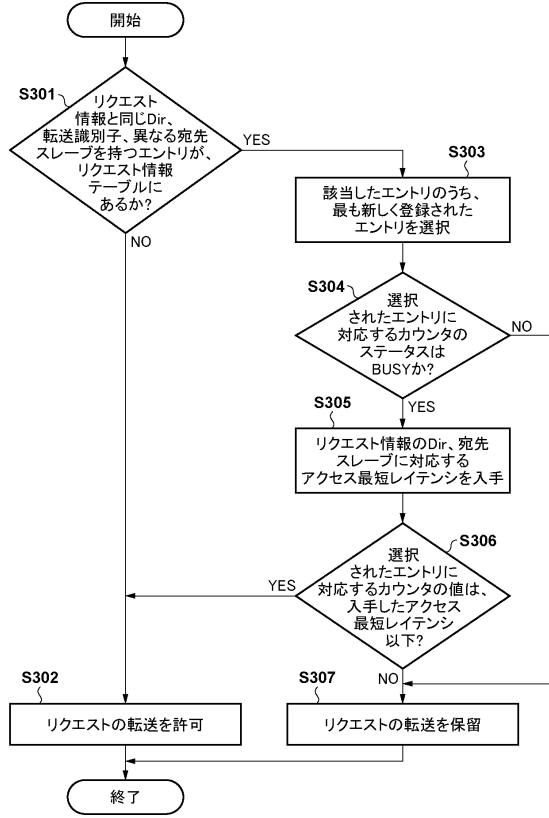 開始
S301
リクエスト
情報と同じDir、
転送識別子、異なる宛先
スレーブを持つエントリが、
リクエスト情報
テーブルに
あるか?
YES
NO
S303
該当したエントリのうち、
最も新しく登録された
エントリを選択
S304
選択
されたエントリに
対応するカウンタの
ステータスは
BUSYか?
NO
YES
S305
リクエスト情報のDir、宛先
スレーブに対応する
アクセス最短レイテンシを入手
S306
選択
されたエントリに
対応するカウンタの値は、
入手したアクセス
最短レイテンシ
以下?
YES
NO
S302
リクエストの転送を許可
S307
リクエストの転送を保留
終了